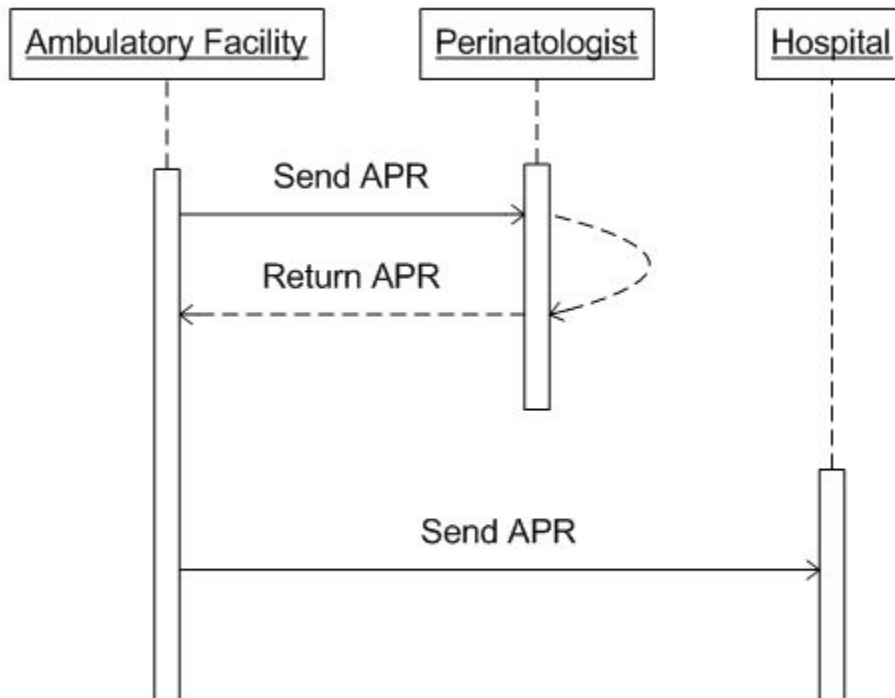 Ambulatory Facility
Perinatologist
Hospital
Send APR
Return APR
Send APR